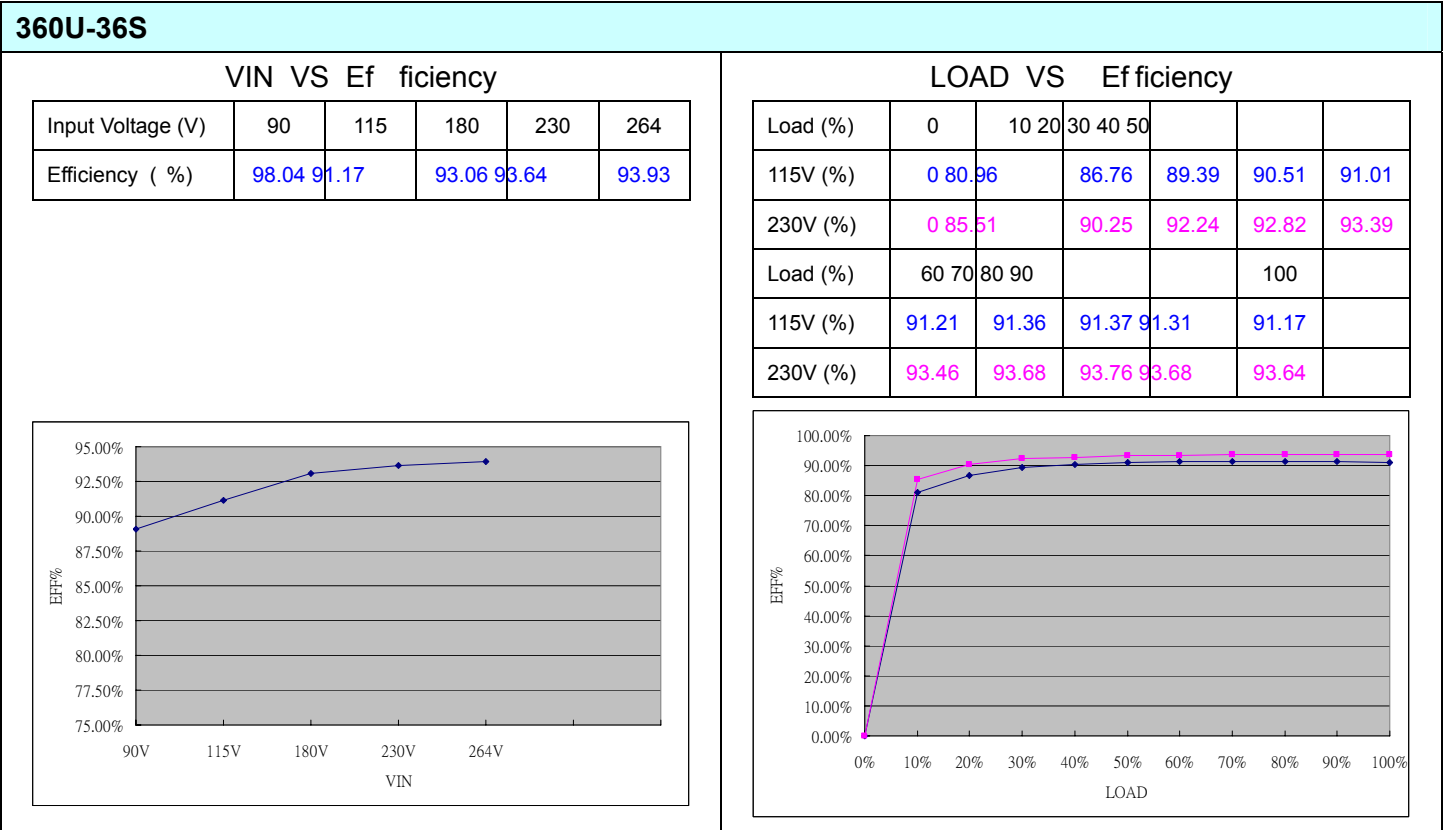 360U-36S
VIN VS Ef ficiency
Input Voltage (V) 90 115 180 230 264
Efficiency ( %) 98.04 91.17 93.06 93.64 93.93
95.00%
92.50%
90.00%
87.50%
85.00%
82.50%
80.00%
77.50%
75.00%
EFF%
90V 115V 180V 230V 264V
VIN
LOAD VS Ef ficiency
Load (%) 0 10 20 30 40 50
115V (%) 0 80.96 86.76 89.39 90.51 91.01
230V (%) 0 85.51 90.25 92.24 92.82 93.39
Load (%) 60 70 80 90 100
115V (%) 91.21 91.36 91.37 91.31 91.17
230V (%) 93.46 93.68 93.76 93.68 93.64
100.00%
90.00%
80.00%
70.00%
60.00%
50.00%
40.00%
30.00%
20.00%
10.00%
0.00%
EFF%
0% 10% 20% 30% 40% 50% 60% 70% 80% 90% 100%
LOAD